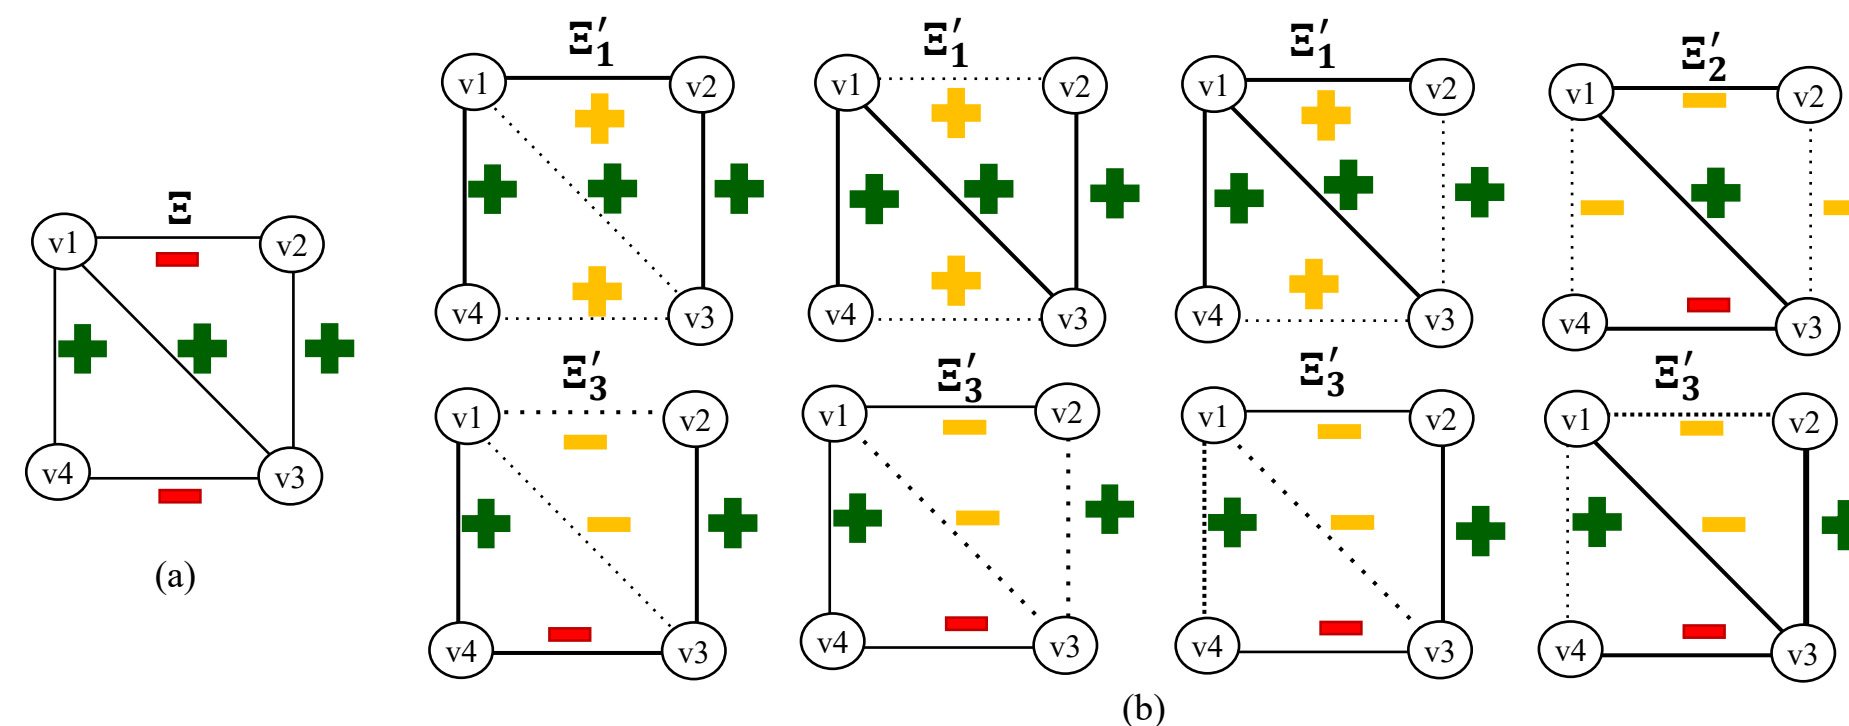 Ξ
v1 v2
v4 v3
(a)
Ξ′1 Ξ′1 Ξ′1 Ξ′2
v1 v2 v1 v2 v1 v2 v1 v2
v4 v3 v4 v3 v4 v3 v4 v3
Ξ′3 Ξ′3 Ξ′3 Ξ′3
v1 v2 v1 v2 v1 v2 v1 v2
v4 v3 v4 v3 v4 v3 v4 v3
(b)